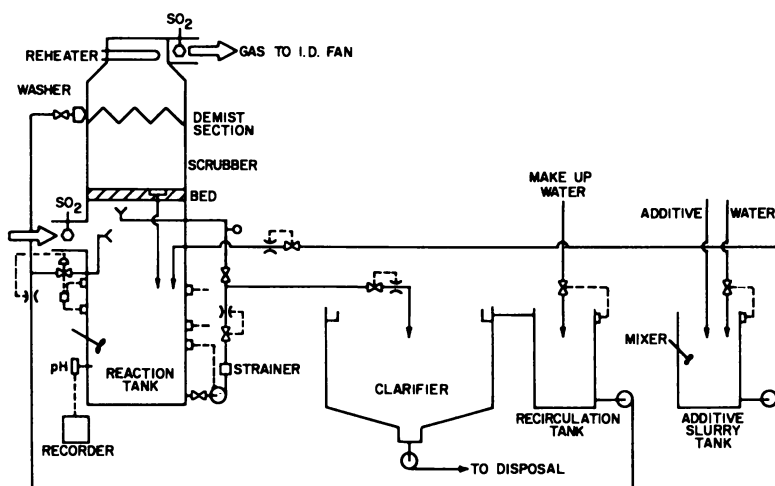 SO2
REHEATER
GAS TO I.D. FAN
WASHER
DEMIST
SECTION
SCRUBBER
BED
SO2
MAKE UP
WATER
ADDITIVE
WATER
MIXER
REACTION
TANK
STRAINER
pH
CLARIFIER
RECIRCULATION
TANK
ADDITIVE
SLURRY
TANK
RECORDER
TO DISPOSAL